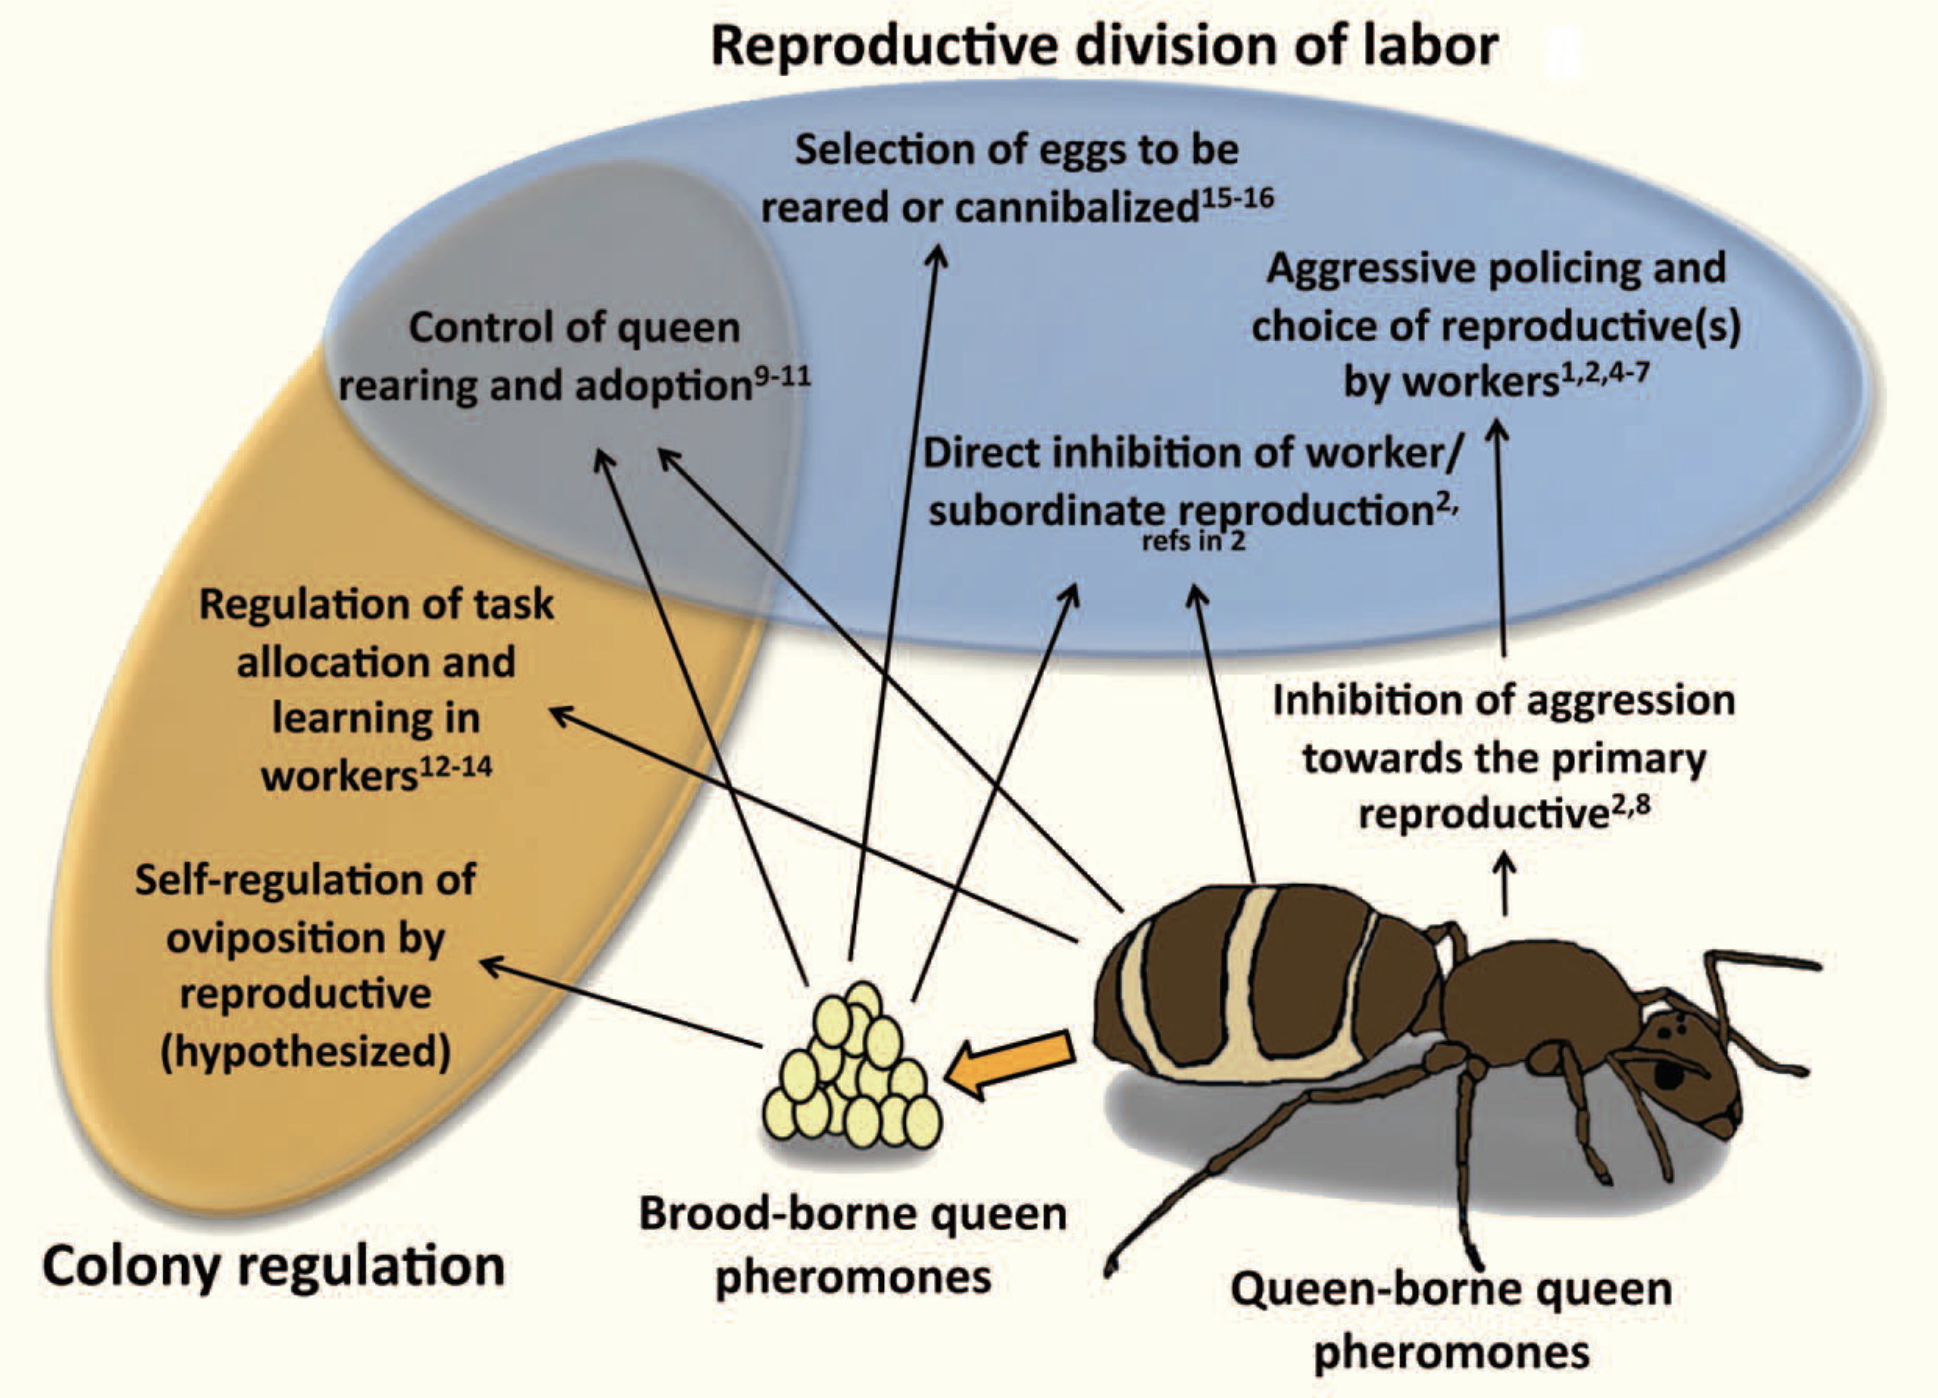 Reproductive division of labor
Selection of eggs to be
reared or cannibalized15-16
Aggressive policing and
choice of reproductive(s)
by workers1,2,4-7
Control of queen
rearing and adoption9-11
Direct inhibition of worker/
subordinate reproduction2,
refs in 2
Regulation of task
allocation and
learning in
workers12-14
Inhibition of aggression
towards the primary
reproductive2,8
Self-regulation of
oviposition by
reproductive
(hypothesized)
Brood-borne queen
pheromones
Colony regulation
Queen-borne queen
pheromones